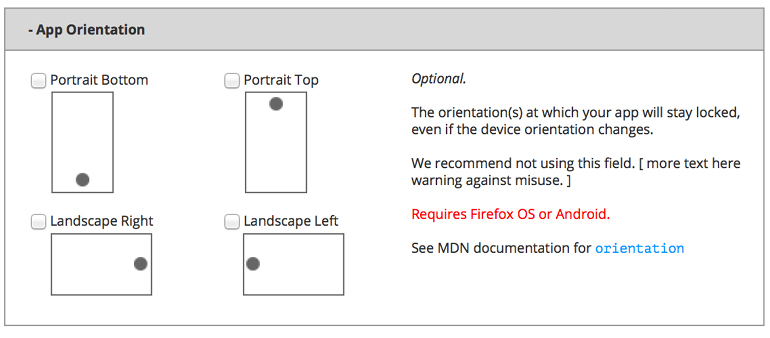 - App Orientation
Portrait Bottom
Portrait Top
Landscape Right
Landscape Left
Optional.
The orientation(s) at which your app will stay locked,
even if the device orientation changes.
We recommend not using this field. [ more text here
warning against misuse. ]
Requires Firefox OS or Android.
See MDN documentation for orientation